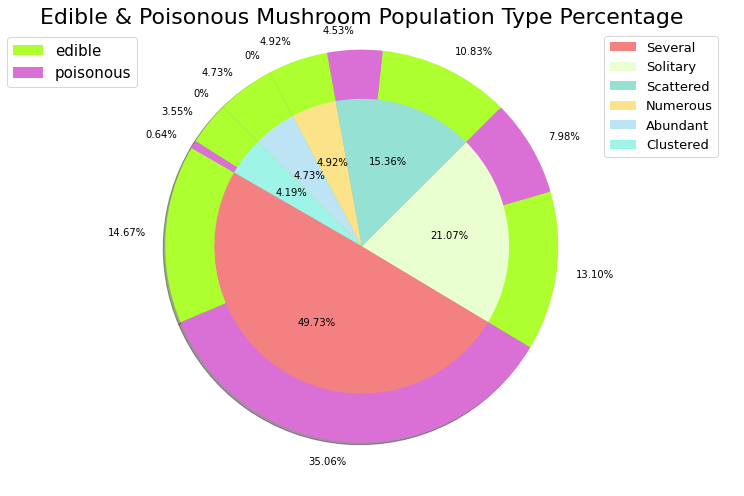 Edible & Poisonous Mushroom Population Type Percentage
edible
poisonous
Several
Solitary
Scattered
Numerous
Abundant
Clustered
4.53%
4.92%
0%
4.73%
0%
3.55%
0.64%
14.67%
35.06%
13.10%
7.98%
10.83%
4.92%
4.73%
4.19%
15.36%
21.07%
49.73%